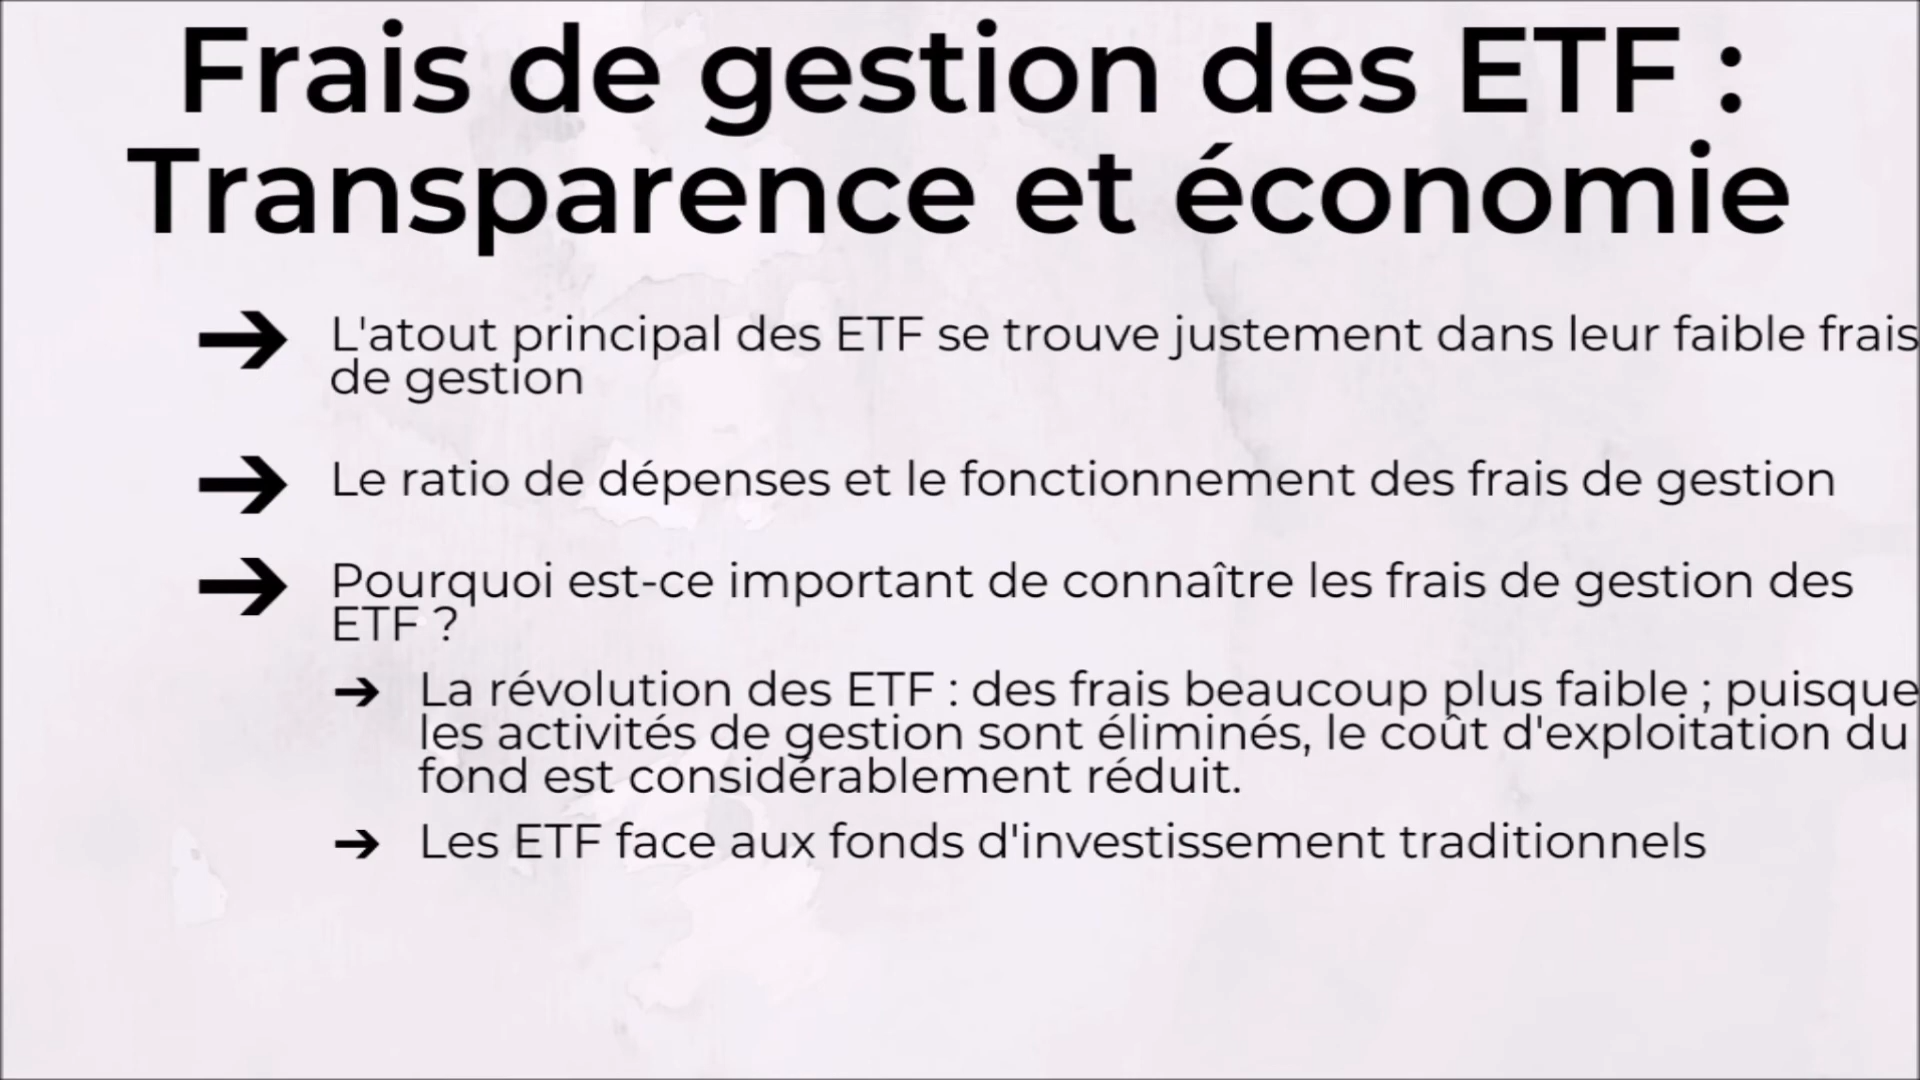 Frais de gestion des ETF :
Transparence et économie
➔ L'atout principal des ETF se trouve justement dans leur faible frais
de gestion
➔ Le ratio de dépenses et le fonctionnement des frais de gestion
➔ Pourquoi est-ce important de connaître les frais de gestion des
ETF ?
➔ La révolution des ETF : des frais beaucoup plus faible ; puisque
les activités de gestion sont éliminés, le coût d'exploitation du
fond est considérablement réduit.
➔ Les ETF face aux fonds d'investissement traditionnels